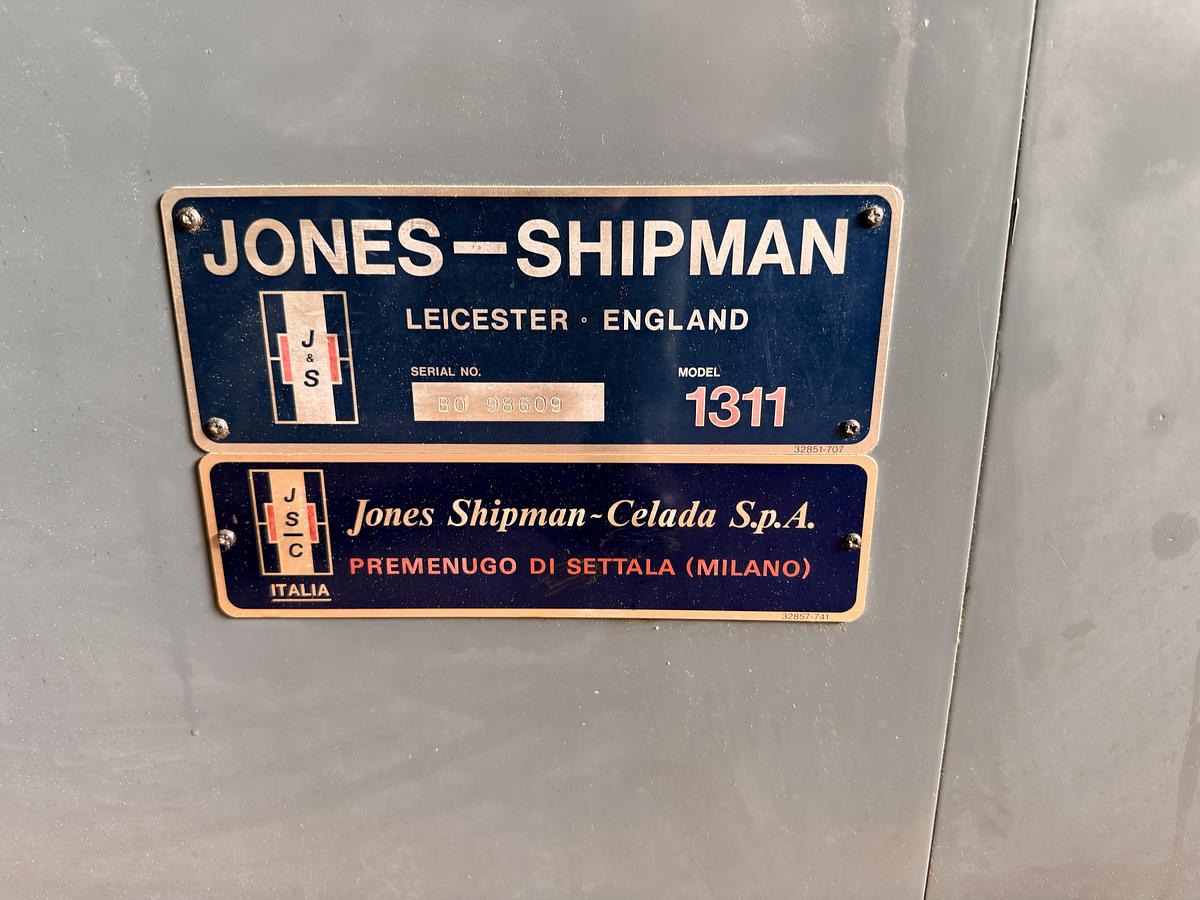 JONES—SHIPMAN
J
&
S
LEICESTER ◦ ENGLAND
SERIAL NO.
BO 98609
MODEL
1311
32851-707
J
S
C
ITALIA
Jones Shipman~Celada S.p.A.
PREMENUGO DI SETTALA (MILANO)
32857-741